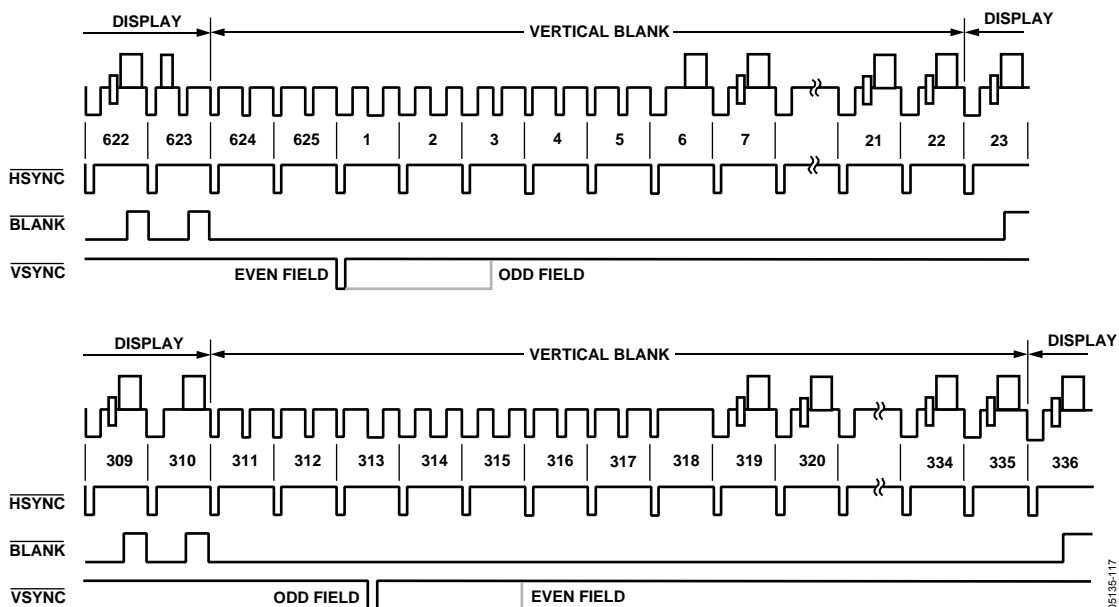 DISPLAY VERTICAL BLANK DISPLAY
622 623 624 625 1 2 3 4 5 6 7 21 22 23
HSYNC
BLANK
VSYNC EVEN FIELD ODD FIELD
DISPLAY VERTICAL BLANK DISPLAY
309 310 311 312 313 314 315 316 317 318 319 320 334 335 336
HSYNC
BLANK
VSYNC ODD FIELD EVEN FIELD
05135-117